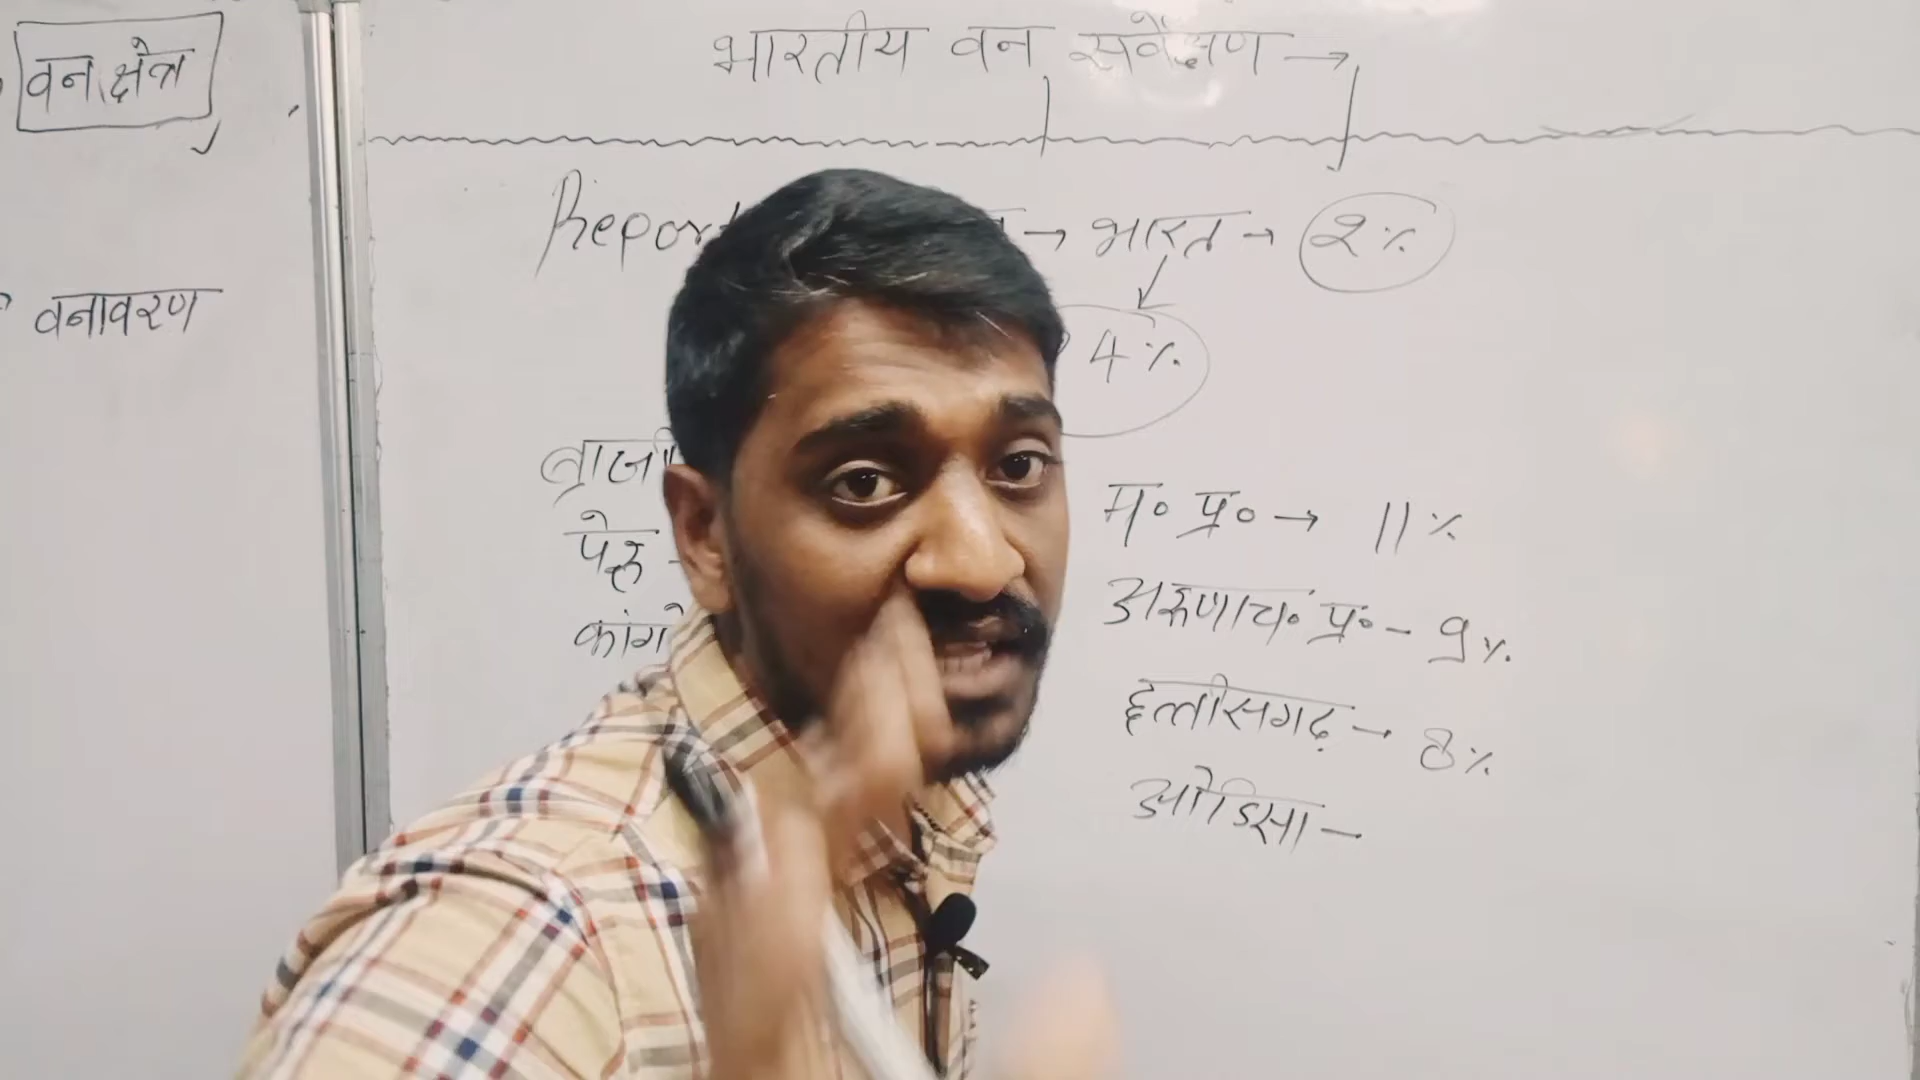 वन क्षेत्र
वनावरण
भारतीय वन सर्वेक्षण →
Report → भारत → 2%
4%
पेरू
म० प्र० → 11%
अरुणाच० प्र० - 9%
छत्तीसगढ़ → 8%
ओडिसा -